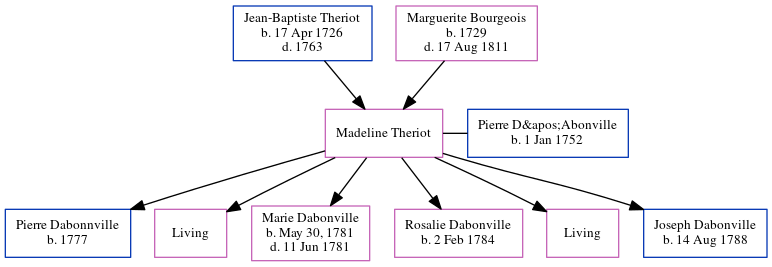 Jean-Baptiste Theriot
b. 17 Apr 1726
d. 1763
Marguerite Bourgeois
b. 1729
d. 17 Aug 1811
Madeline Theriot
Pierre D&apos;Abonville
b. 1 Jan 1752
Pierre Dabonnville
b. 1777
Living
Marie Dabonville
b. May 30, 1781
d. 11 Jun 1781
Rosalie Dabonville
b. 2 Feb 1784
Living
Joseph Dabonville
b. 14 Aug 1788